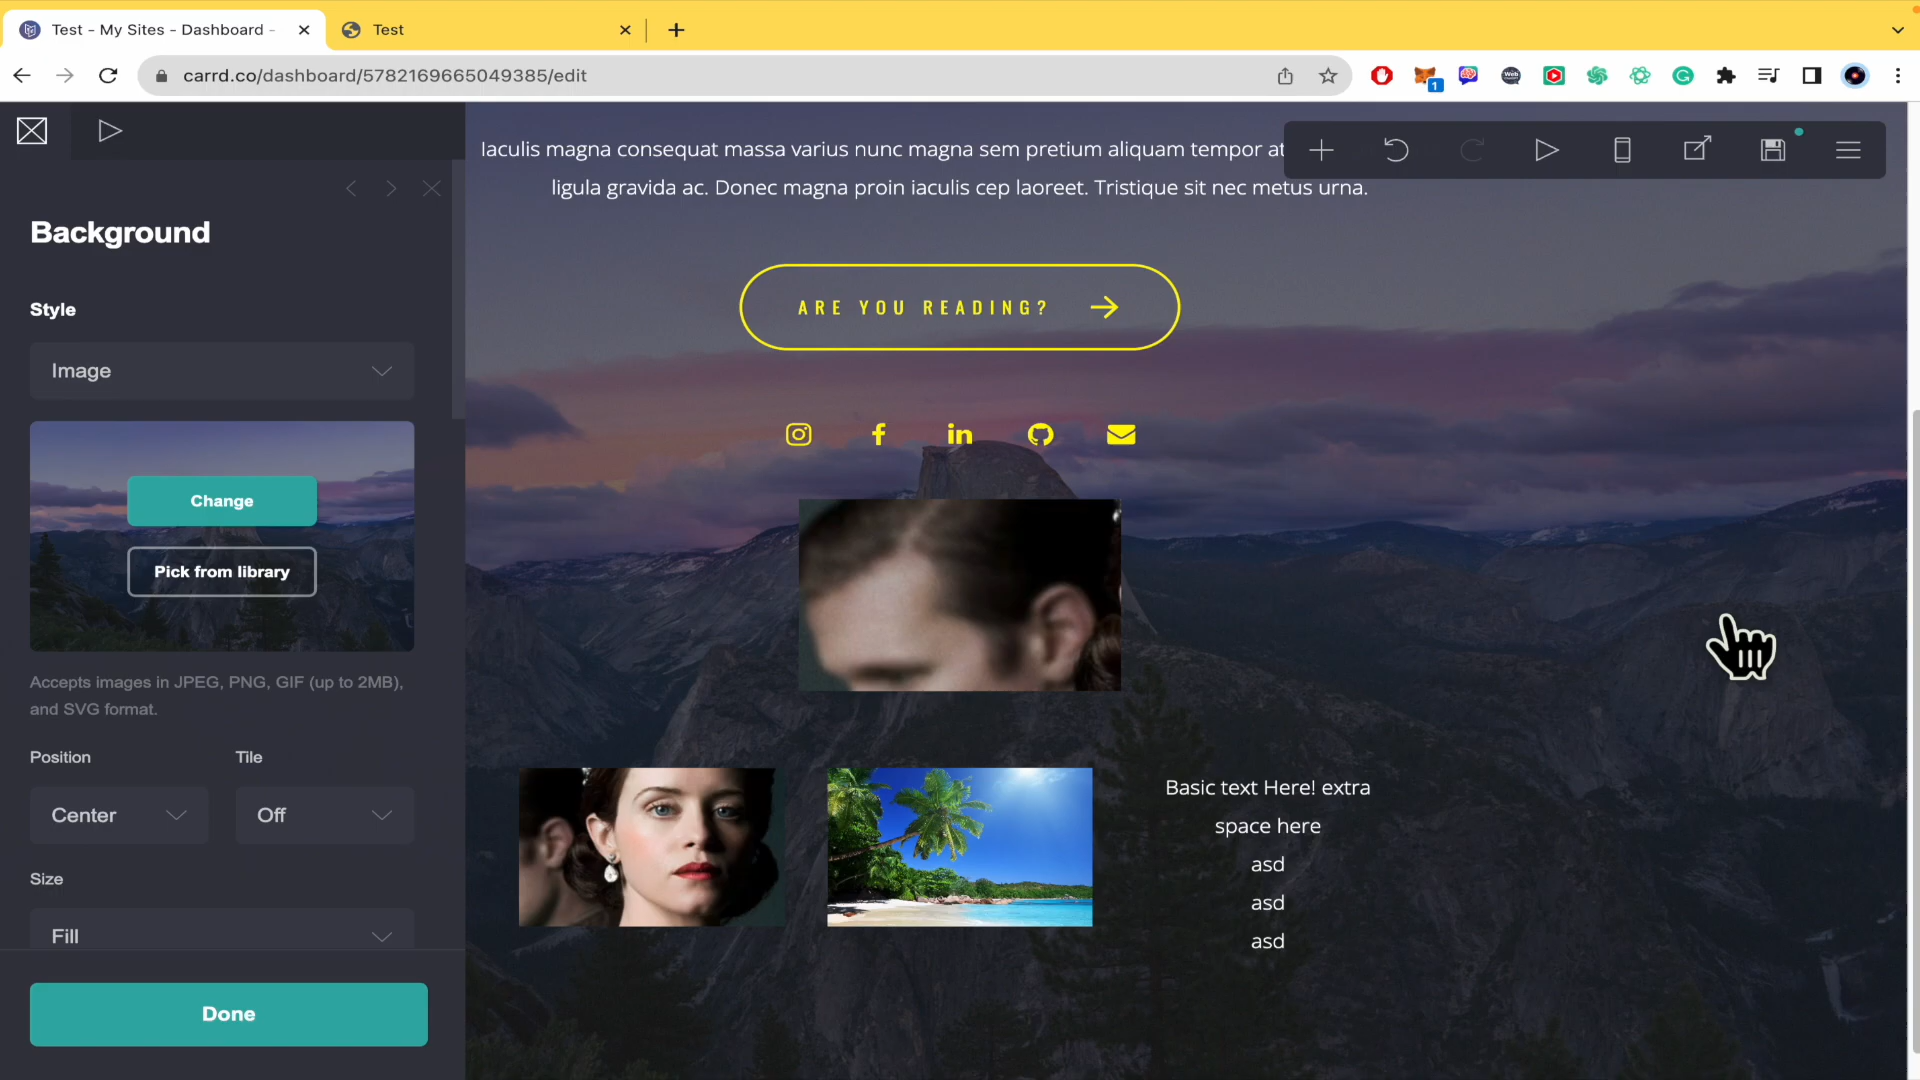 Test - My Sites - Dashboard -
Test
carrd.co/dashboard/5782169665049385/edit
1
Iaculis magna consequat massa varius nunc magna sem pretium aliquam tempor at
ligula gravida ac. Donec magna proin iaculis cep laoreet. Tristique sit nec metus urna.
Background
Style
Image
Change
Pick from library
Accepts images in JPEG, PNG, GIF (up to 2MB),
and SVG format.
Position
Tile
Center
Off
Size
Fill
Done
ARE YOU READING?
Basic text Here! extra
space here
asd
asd
asd